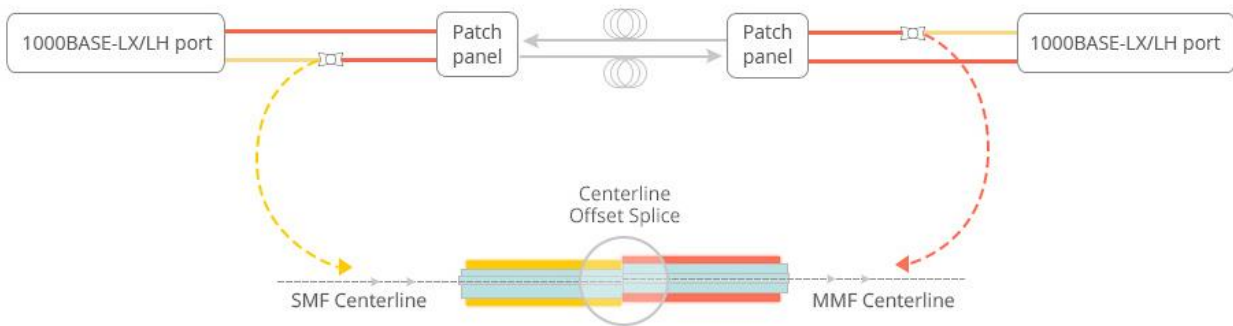 1000BASE-LX/LH port
Patch
panel
Patch
panel
1000BASE-LX/LH port
Centerline
Offset Splice
SMF Centerline
MMF Centerline